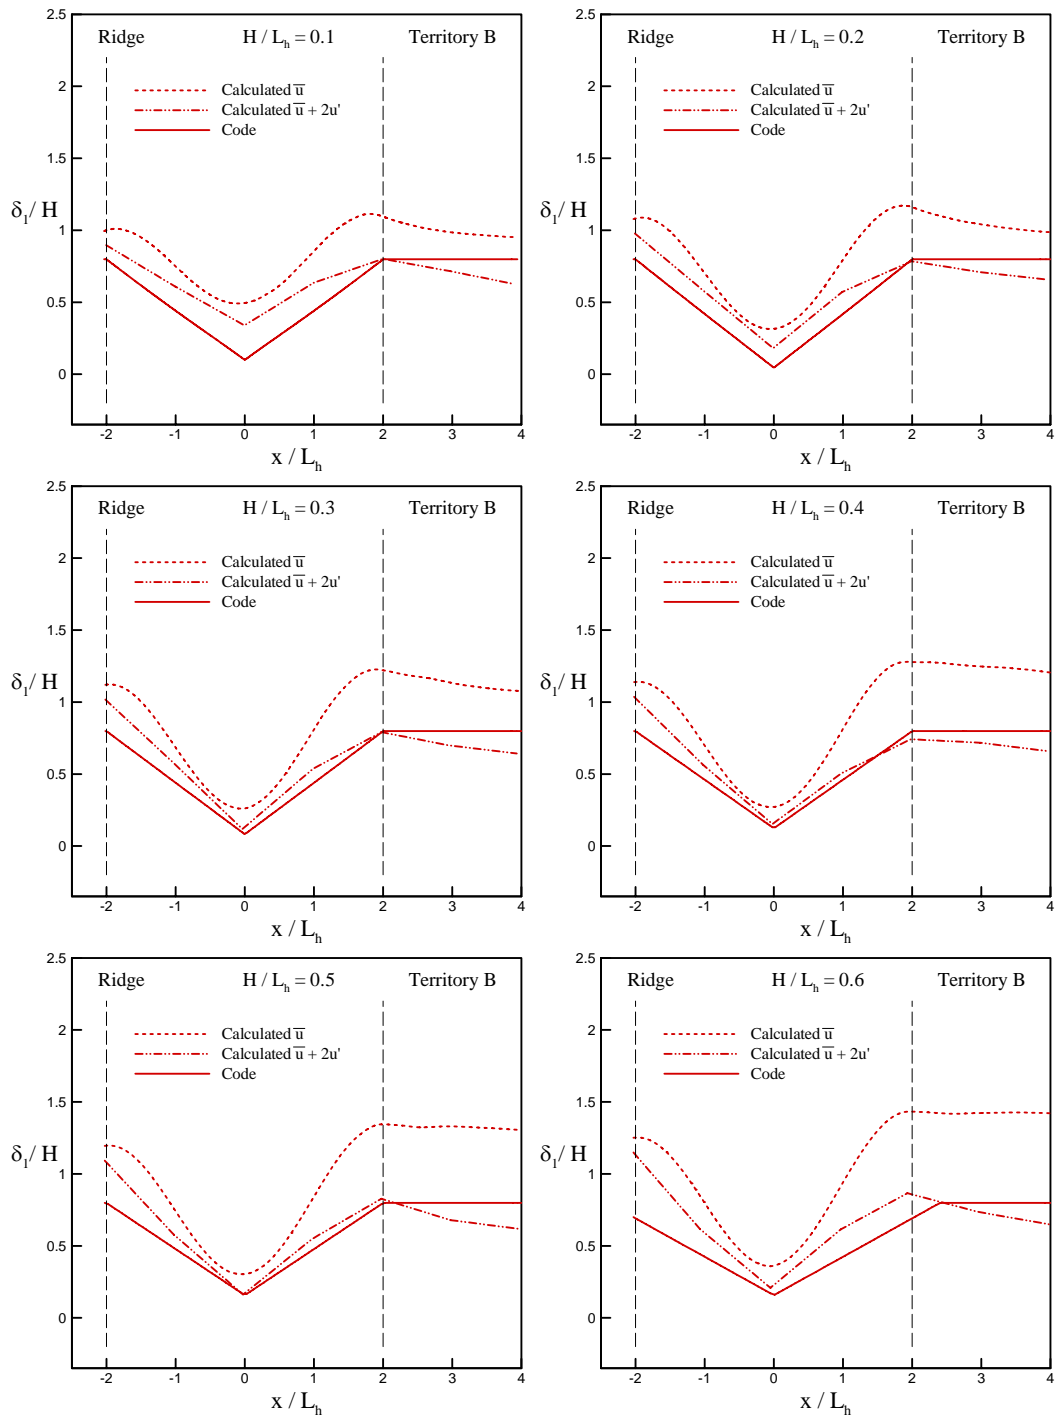 Ridge H / Lh = 0.1 Territory B
Calculated u̅
Calculated u̅ + 2u'
Code
δ1 / H
2.5
2
1.5
1
0.5
0
-2 -1 0 1 2 3 4
x / Lh
Ridge H / Lh = 0.2 Territory B
Calculated u̅
Calculated u̅ + 2u'
Code
δ1 / H
2.5
2
1.5
1
0.5
0
-2 -1 0 1 2 3 4
x / Lh
Ridge H / Lh = 0.3 Territory B
Calculated u̅
Calculated u̅ + 2u'
Code
δ1 / H
2.5
2
1.5
1
0.5
0
-2 -1 0 1 2 3 4
x / Lh
Ridge H / Lh = 0.4 Territory B
Calculated u̅
Calculated u̅ + 2u'
Code
δ1 / H
2.5
2
1.5
1
0.5
0
-2 -1 0 1 2 3 4
x / Lh
Ridge H / Lh = 0.5 Territory B
Calculated u̅
Calculated u̅ + 2u'
Code
δ1 / H
2.5
2
1.5
1
0.5
0
-2 -1 0 1 2 3 4
x / Lh
Ridge H / Lh = 0.6 Territory B
Calculated u̅
Calculated u̅ + 2u'
Code
δ1 / H
2.5
2
1.5
1
0.5
0
-2 -1 0 1 2 3 4
x / Lh